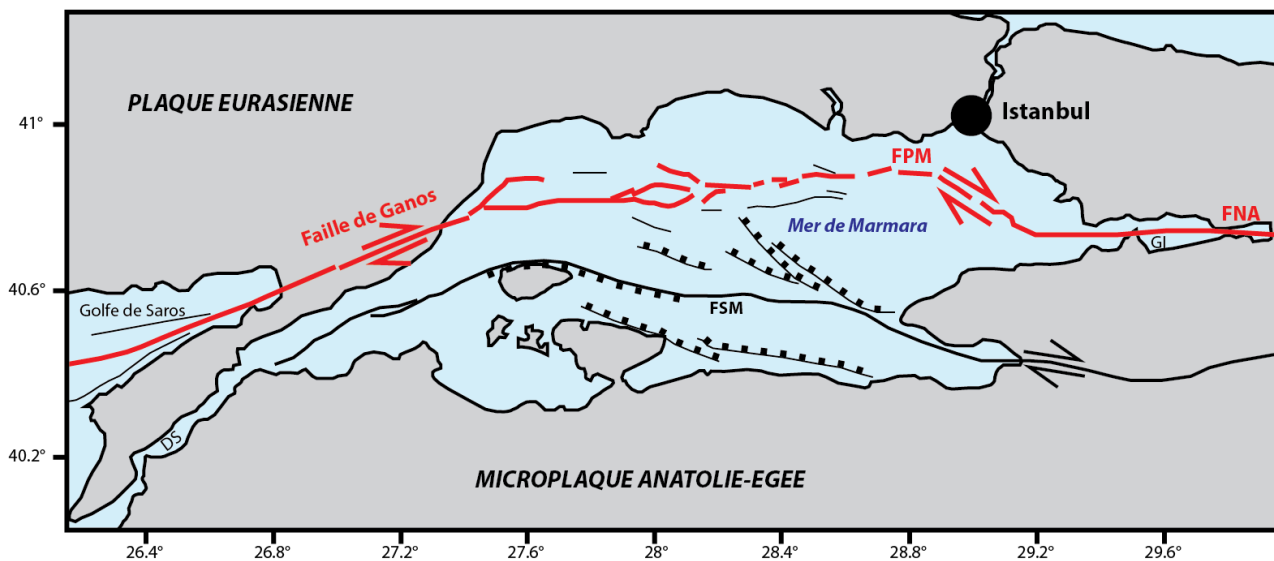 PLAQUE EURASIENNE
41°
Istanbul
FPM
Faille de Ganos
FNA
Mer de Marmara
GI
40.6°
Golfe de Saros
FSM
DS
40.2°
MICROPLAQUE ANATOLIE-EGEE
26.4° 26.8° 27.2° 27.6° 28° 28.4° 28.8° 29.2° 29.6°